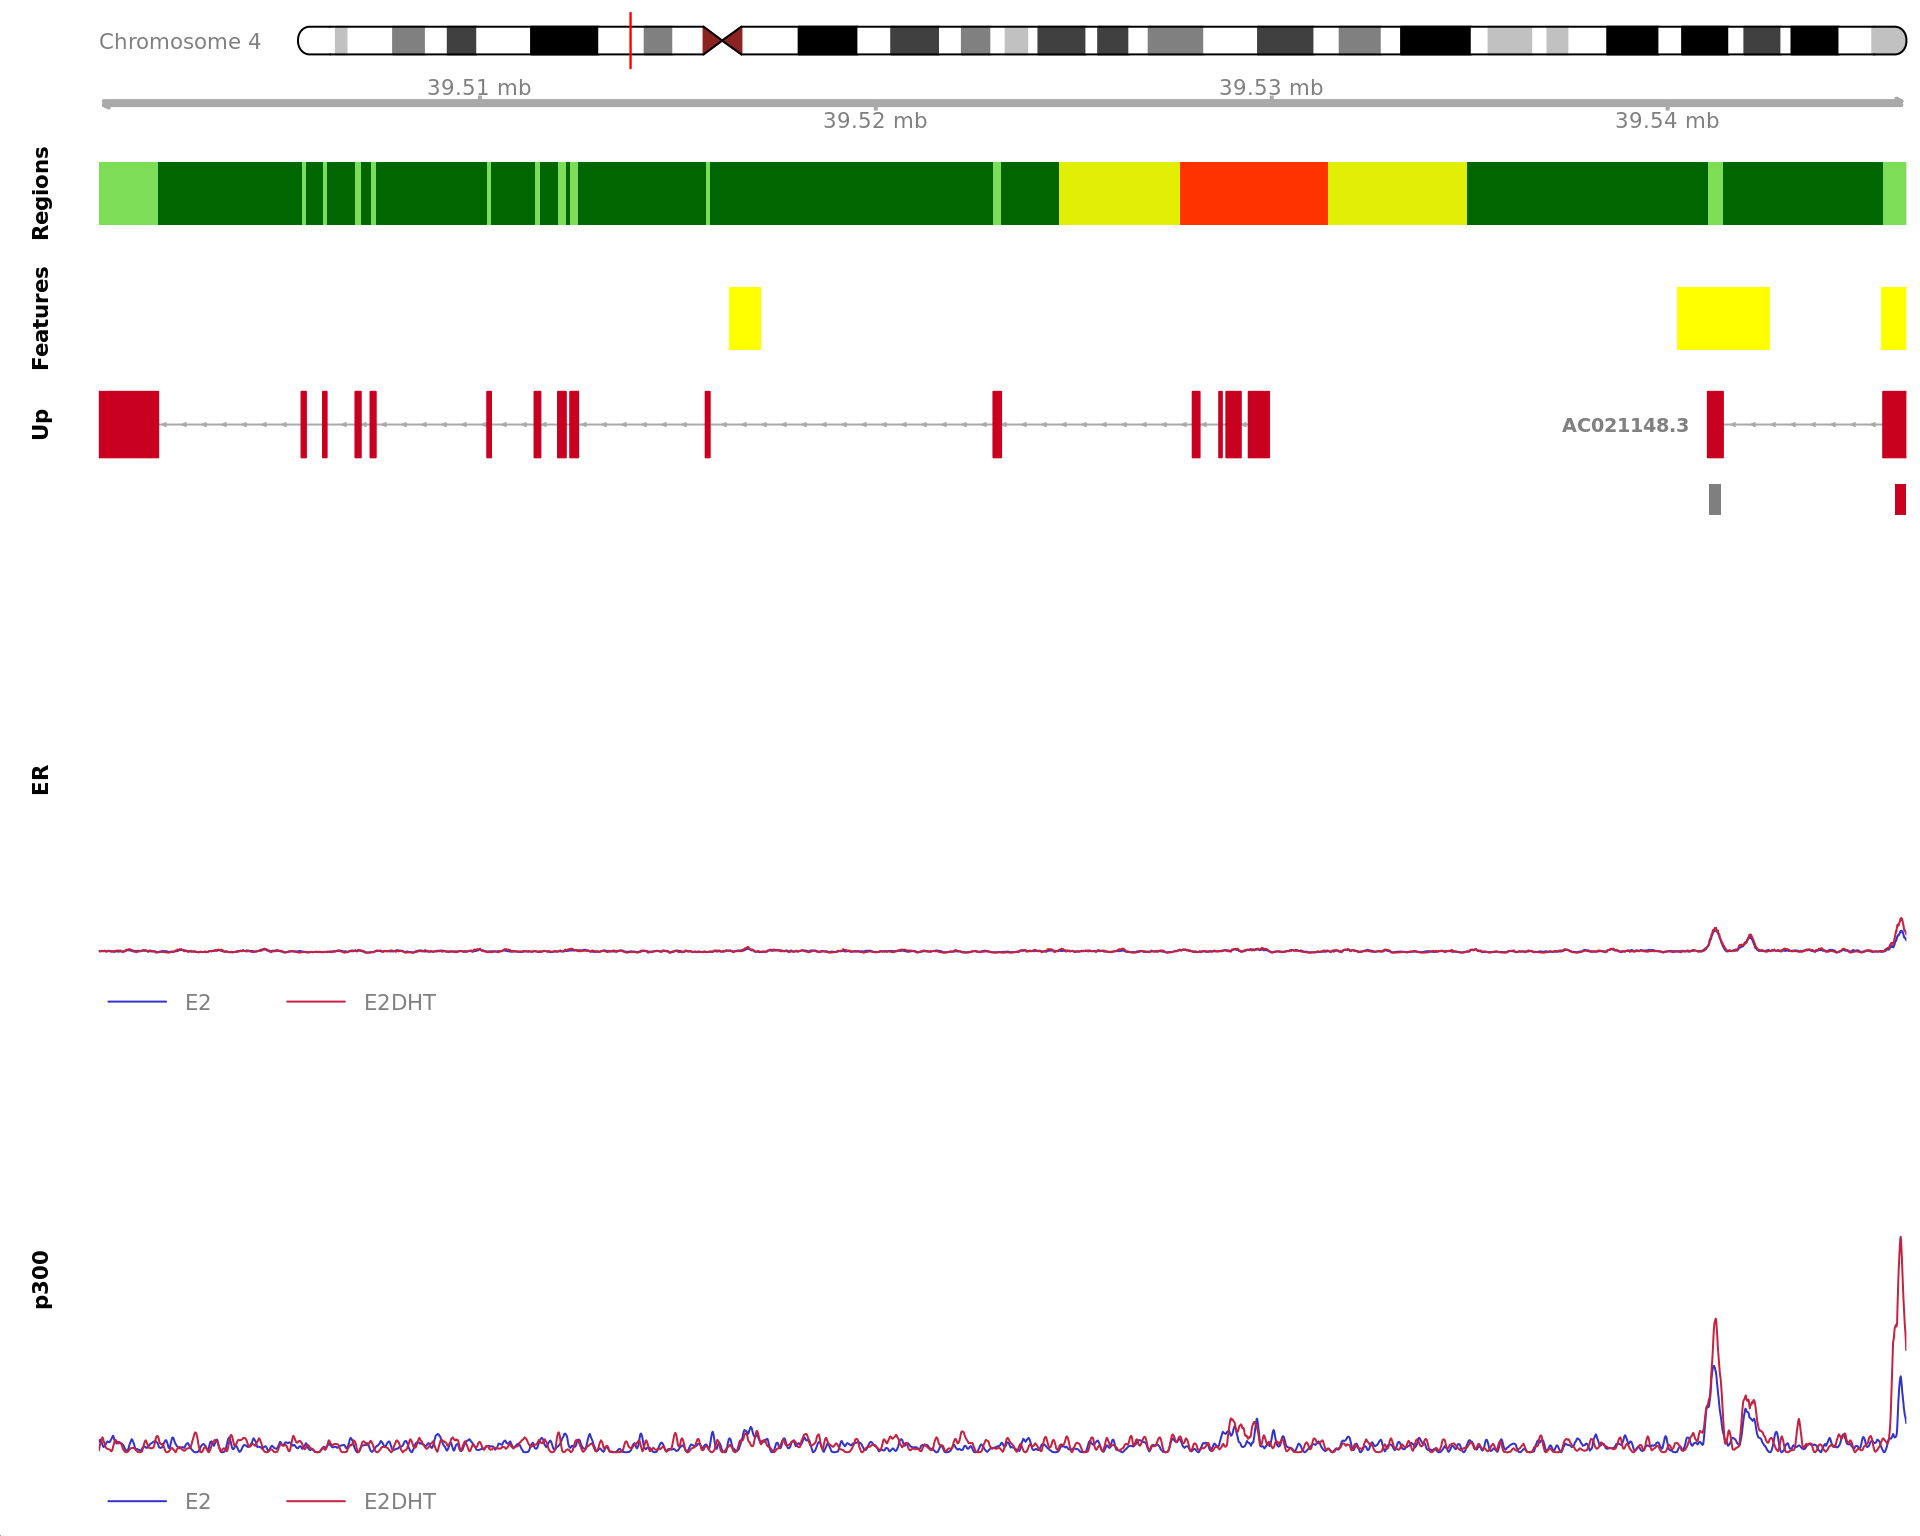 Chromosome 4
39.51 mb
39.53 mb
39.52 mb
39.54 mb
Regions
Features
Up
AC021148.3
ER
E2
E2DHT
p300
E2
E2DHT